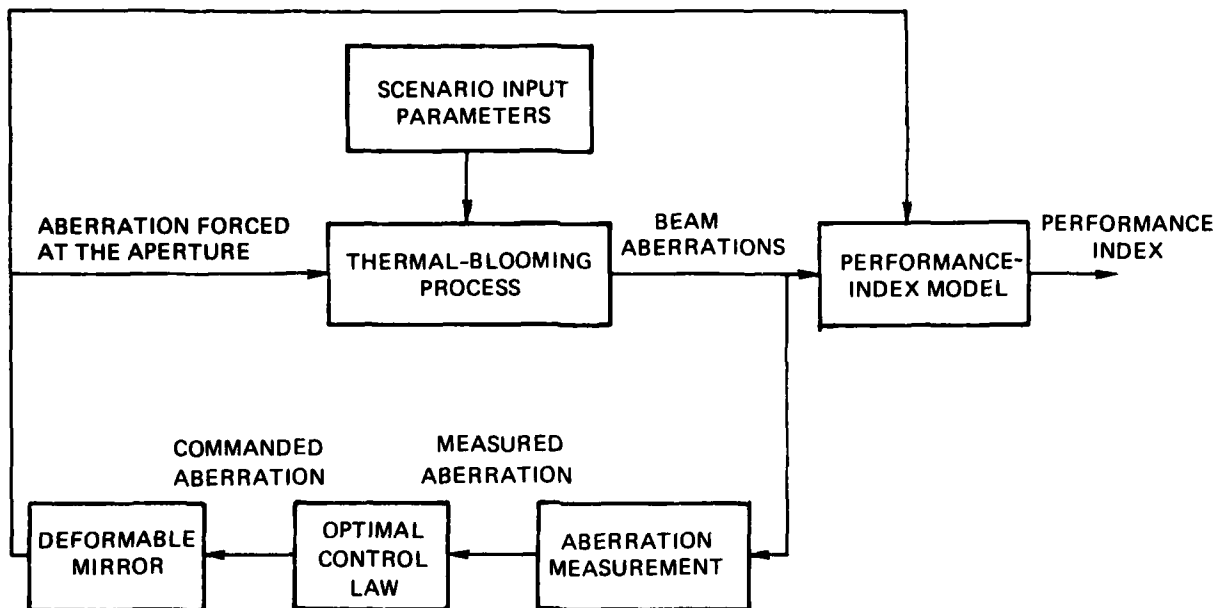 SCENARIO INPUT
PARAMETERS
ABERRATION FORCED
AT THE APERTURE
THERMAL-BLOOMING
PROCESS
BEAM
ABERRATIONS
PERFORMANCE-
INDEX MODEL
PERFORMANCE
INDEX
COMMANDED
ABERRATION
MEASURED
ABERRATION
DEFORMABLE
MIRROR
OPTIMAL
CONTROL
LAW
ABERRATION
MEASUREMENT